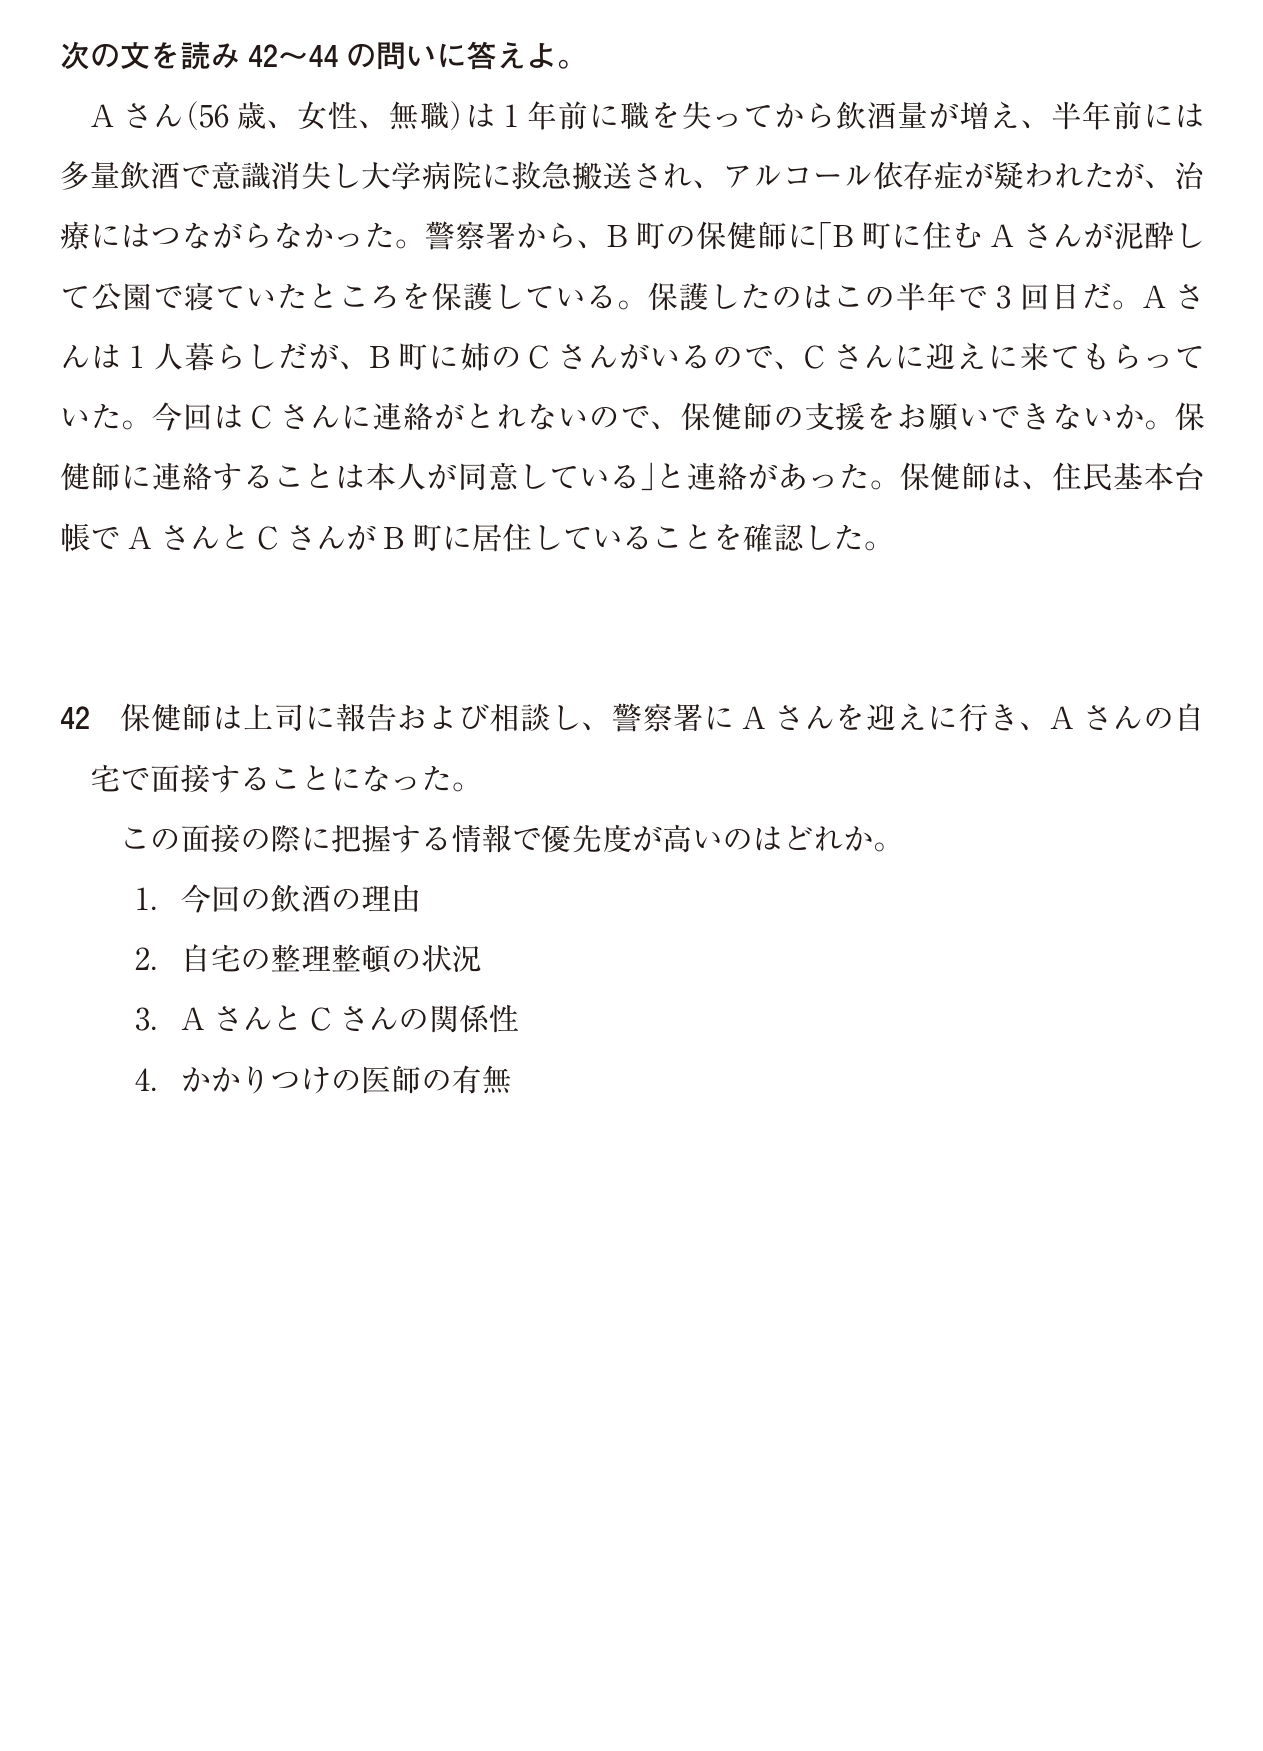 次の文を読み 42〜44 の問いに答えよ。
A さん(56 歳、女性、無職)は 1 年前に職を失ってから飲酒量が増え、半年前には
多量飲酒で意識消失し大学病院に救急搬送され、アルコール依存症が疑われたが、治
療にはつながらなかった。警察署から、B 町の保健師に「B 町に住む A さんが泥酔し
て公園で寝ていたところを保護している。保護したのはこの半年で 3 回目だ。A さ
んは 1 人暮らしだが、B 町に姉の C さんがいるので、C さんに迎えに来てもらって
いた。今回は C さんに連絡がとれないので、保健師の支援をお願いできないか。保
健師に連絡することは本人が同意している」と連絡があった。保健師は、住民基本台
帳で A さんと C さんが B 町に居住していることを確認した。
42 保健師は上司に報告および相談し、警察署に A さんを迎えに行き、A さんの自
宅で面接することになった。
この面接の際に把握する情報で優先度が高いのはどれか。
1. 今回の飲酒の理由
2. 自宅の整理整頓の状況
3. A さんと C さんの関係性
4. かかりつけの医師の有無